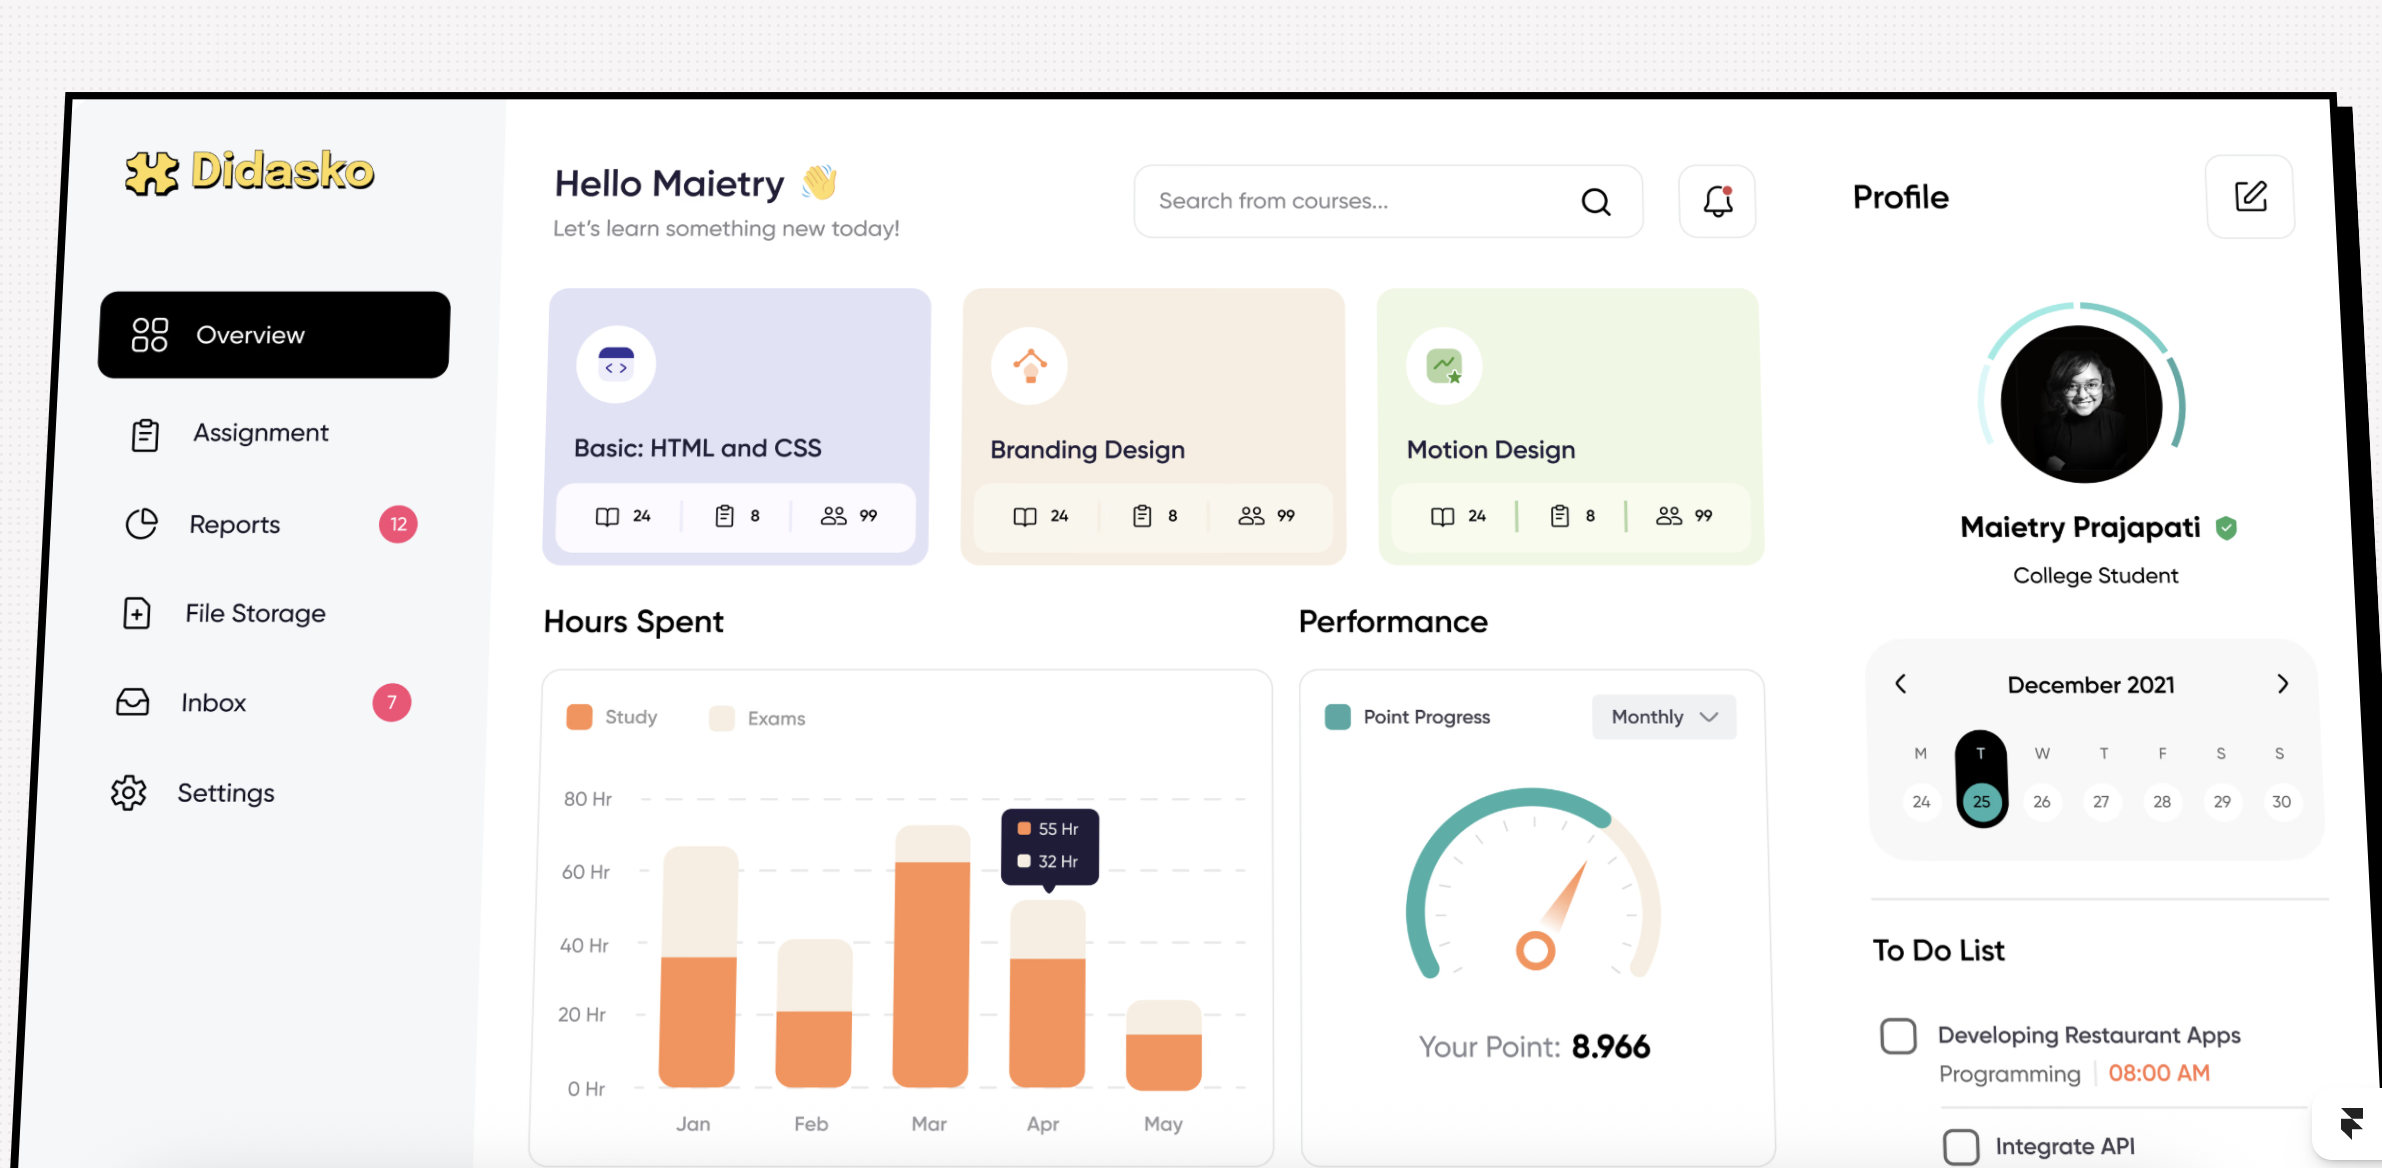 Didasko
Overview
Assignment
Reports 12
File Storage
Inbox 7
Settings
Hello Maietry 👋
Let's learn something new today!
Search from courses...
Basic: HTML and CSS
24 8 99
Branding Design
24 8 99
Motion Design
24 8 99
Hours Spent
Study Exams
80 Hr
60 Hr
40 Hr
20 Hr
0 Hr
55 Hr
32 Hr
Jan Feb Mar Apr May
Performance
Point Progress Monthly
Your Point: 8.966
Profile
Maietry Prajapati
College Student
December 2021
M T W T F S S
24 25 26 27 28 29 30
To Do List
Developing Restaurant Apps
Programming 08:00 AM
Integrate API